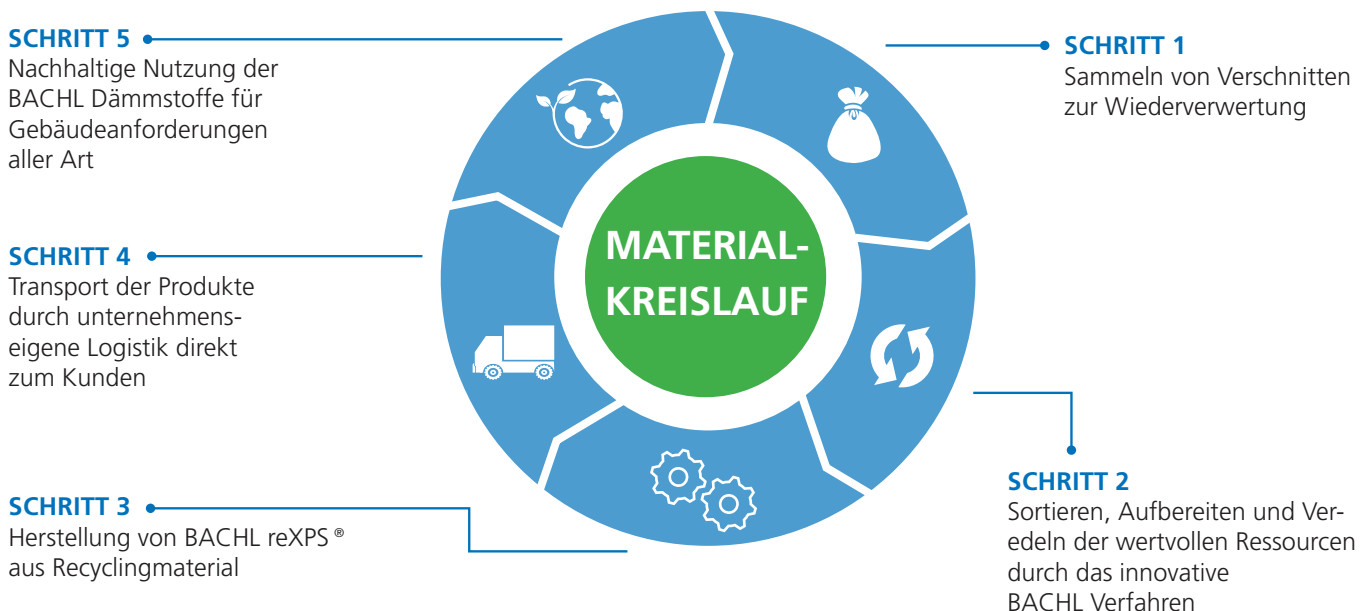 MATERIAL-
KREISLAUF
SCHRITT 1
Sammeln von Verschnitten
zur Wiederverwertung
SCHRITT 2
Sortieren, Aufbereiten und Ver-
edeln der wertvollen Ressourcen
durch das innovative
BACHL Verfahren
SCHRITT 3
Herstellung von BACHL reXPS®
aus Recyclingmaterial
SCHRITT 4
Transport der Produkte
durch unternehmens-
eigene Logistik direkt
zum Kunden
SCHRITT 5
Nachhaltige Nutzung der
BACHL Dämmstoffe für
Gebäudeanforderungen
aller Art